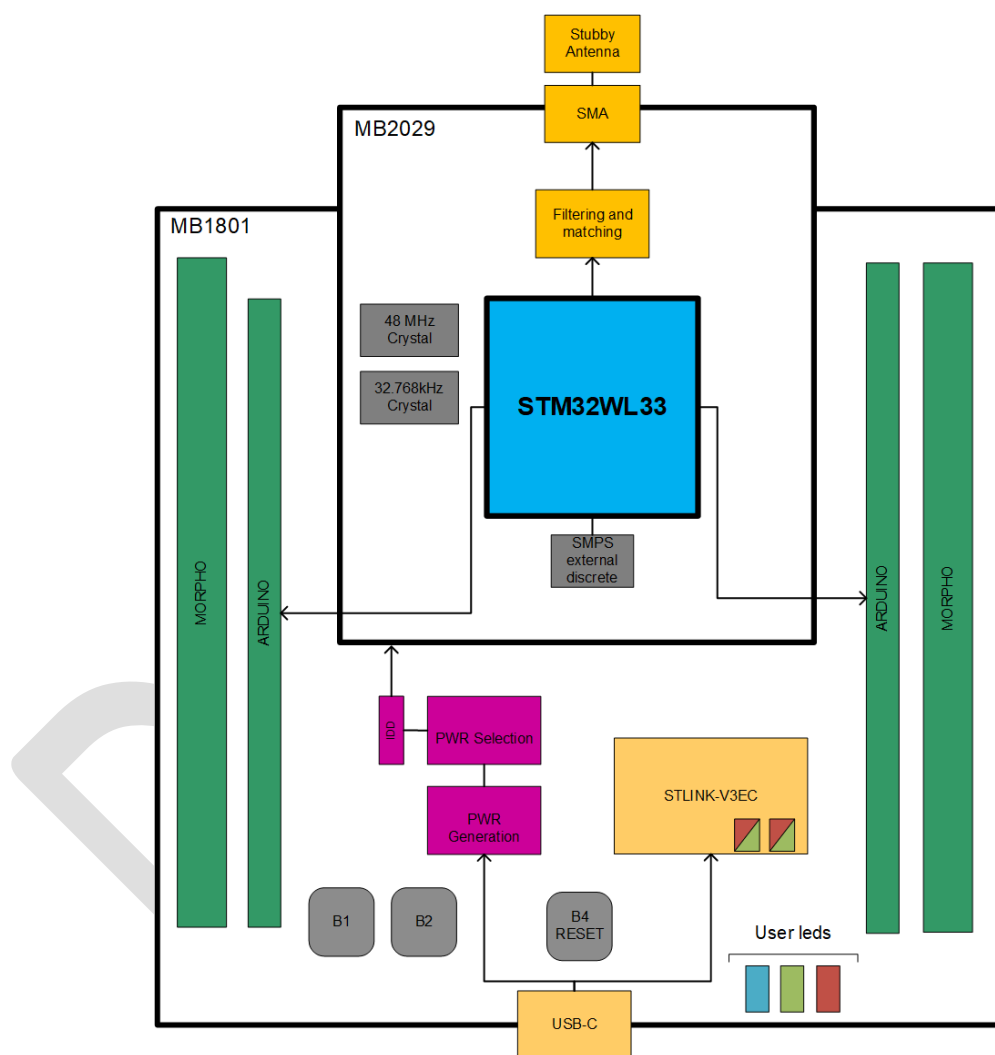 Stubby
Antenna
SMA
MB2029
Filtering and
matching
MB1801
48 MHz
Crystal
32.768kHz
Crystal
STM32WL33
SMPS
external
discrete
MORPHO
ARDUINO
ARDUINO
MORPHO
IDD
PWR Selection
STLINK-V3EC
PWR
Generation
B1
B2
B4
RESET
User leds
USB-C